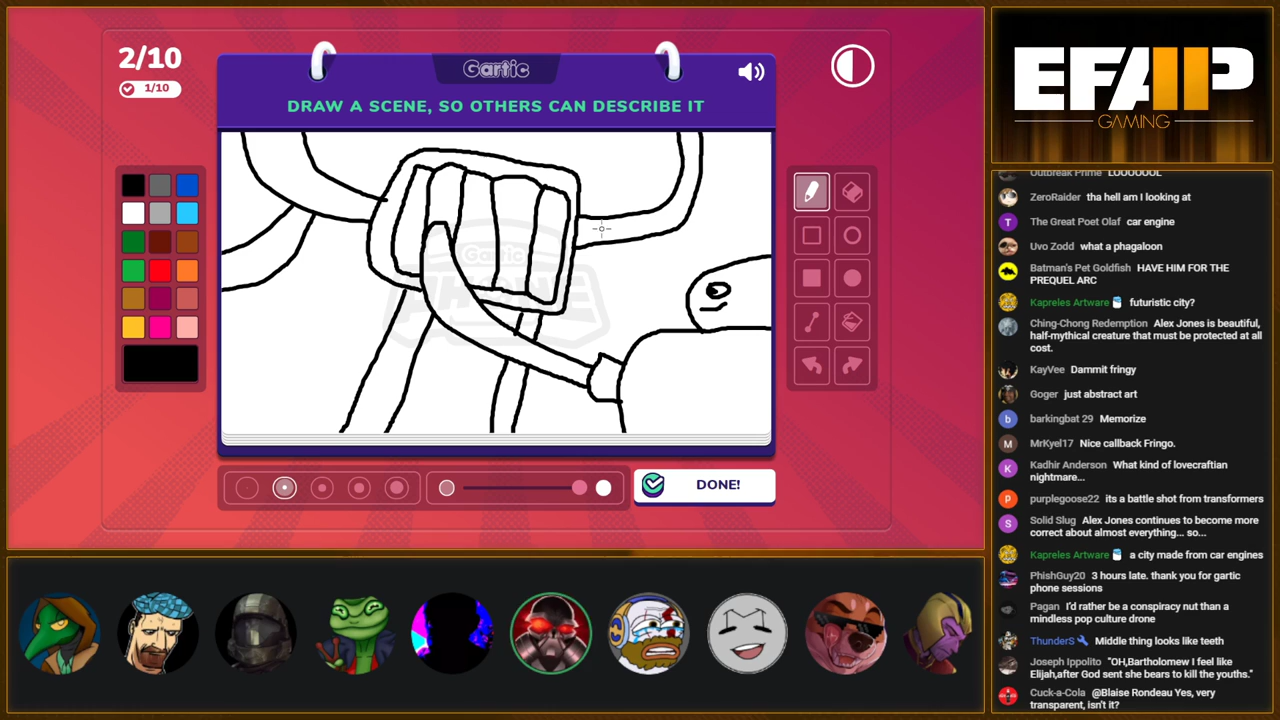 2/10
1/10
Gartic
DRAW A SCENE, SO OTHERS CAN DESCRIBE IT
Gartic
PHONE
DONE!
EFAP
GAMING
Outbreak Prime LOOOOOOL
ZeroRaider tha hell am I looking at
The Great Poet Olaf car engine
Uvo Zodd what a phagaloon
Batman's Pet Goldfish HAVE HIM FOR THE
PREQUEL ARC
Kapreles Artware futuristic city?
Ching-Chong Redemption Alex Jones is beautiful,
half-mythical creature that must be protected at all
cost.
KayVee Dammit fringy
Goger just abstract art
barkingbat 29 Memorize
MrKyel17 Nice callback Fringo.
Kadhir Anderson What kind of lovecraftian
nightmare...
purplegoose22 its a battle shot from transformers
Solid Slug Alex Jones continues to become more
correct about almost everything... so...
Kapreles Artware a city made from car engines
PhishGuy20 3 hours late. thank you for gartic
phone sessions
Pagan I'd rather be a conspiracy nut than a
mindless pop culture drone
ThunderS Middle thing looks like teeth
Joseph Ippolito "OH,Bartholomew I feel like
Elijah,after God sent she bears to kill the youths."
Cuck-a-Cola @Blaise Rondeau Yes, very
transparent, isn't it?